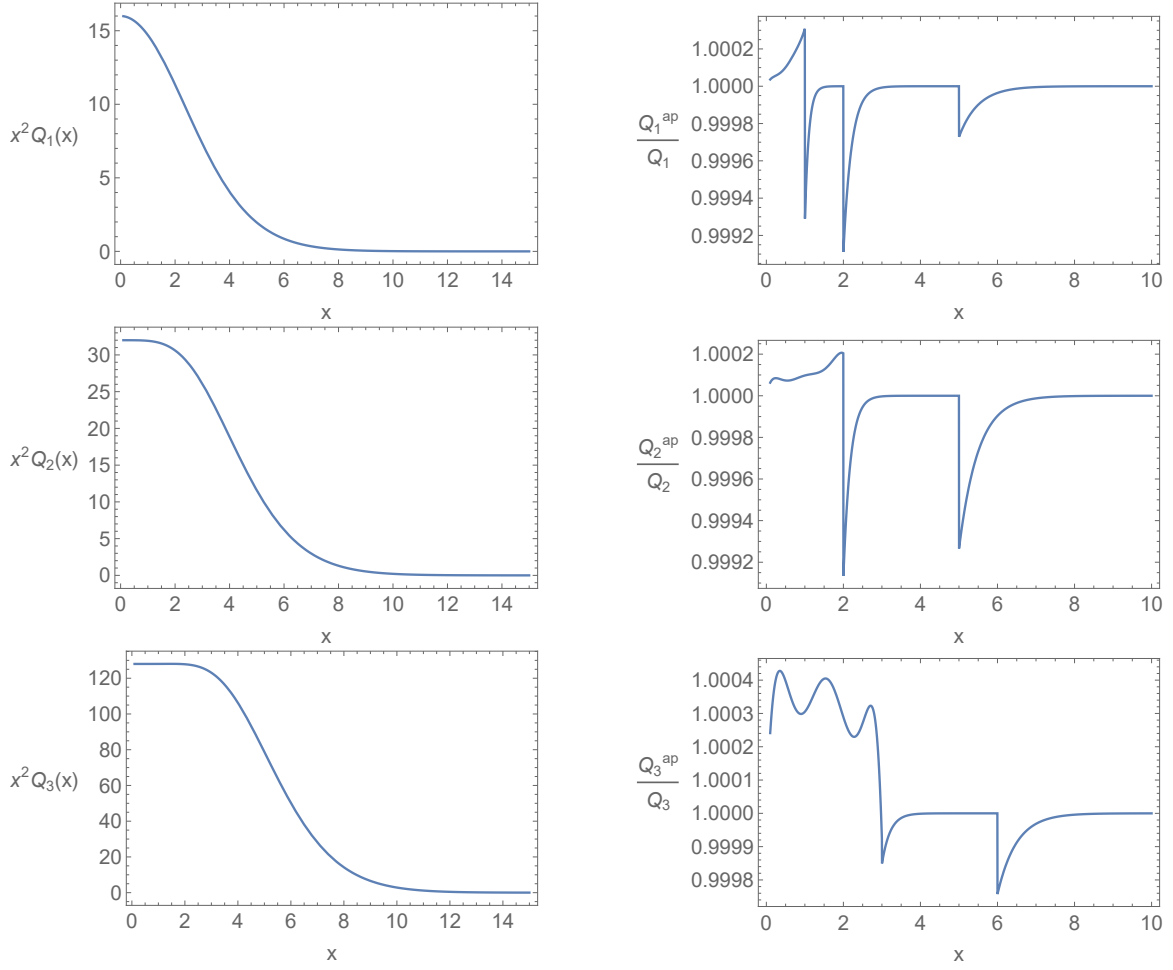 x²Q₁(x)
16
15
10
5
0
0 2 4 6 8 10 12 14
x
Q₁ᵃᵖ
Q₁
1.0002
1.0000
0.9998
0.9996
0.9994
0.9992
0 2 4 6 8 10
x
x²Q₂(x)
30
25
20
15
10
5
0
0 2 4 6 8 10 12 14
x
Q₂ᵃᵖ
Q₂
1.0002
1.0000
0.9998
0.9996
0.9994
0.9992
0 2 4 6 8 10
x
x²Q₃(x)
120
100
80
60
40
20
0
0 2 4 6 8 10 12 14
x
Q₃ᵃᵖ
Q₃
1.0004
1.0003
1.0002
1.0001
1.0000
0.9999
0.9998
0 2 4 6 8 10
x